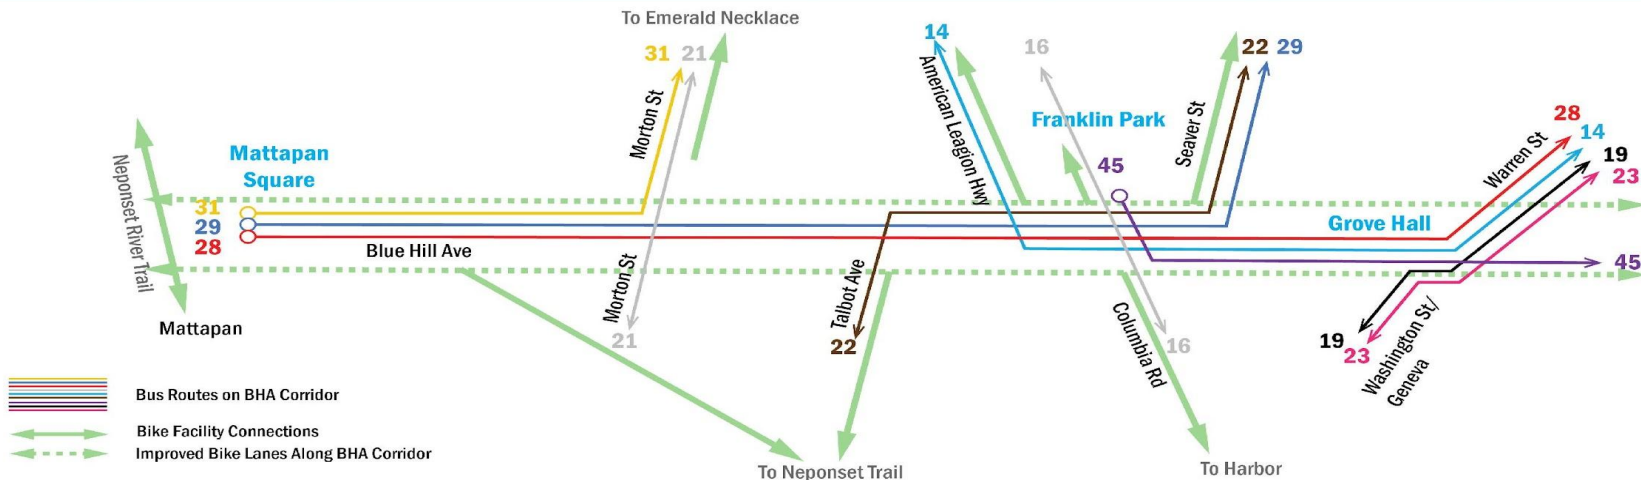 To Emerald Necklace
31
21
14
16
22
29
American Leagion Hwy
Morton St
Seaver St
Franklin Park
28
14
19
23
Warren St
Neponset River Trail
Mattapan
Square
45
31
29
28
Blue Hill Ave
Grove Hall
45
Morton St
Talbot Ave
Columbia Rd
Washington St/
Geneva
Mattapan
21
22
16
19
23
Bus Routes on BHA Corridor
Bike Facility Connections
Improved Bike Lanes Along BHA Corridor
To Neponset Trail
To Harbor